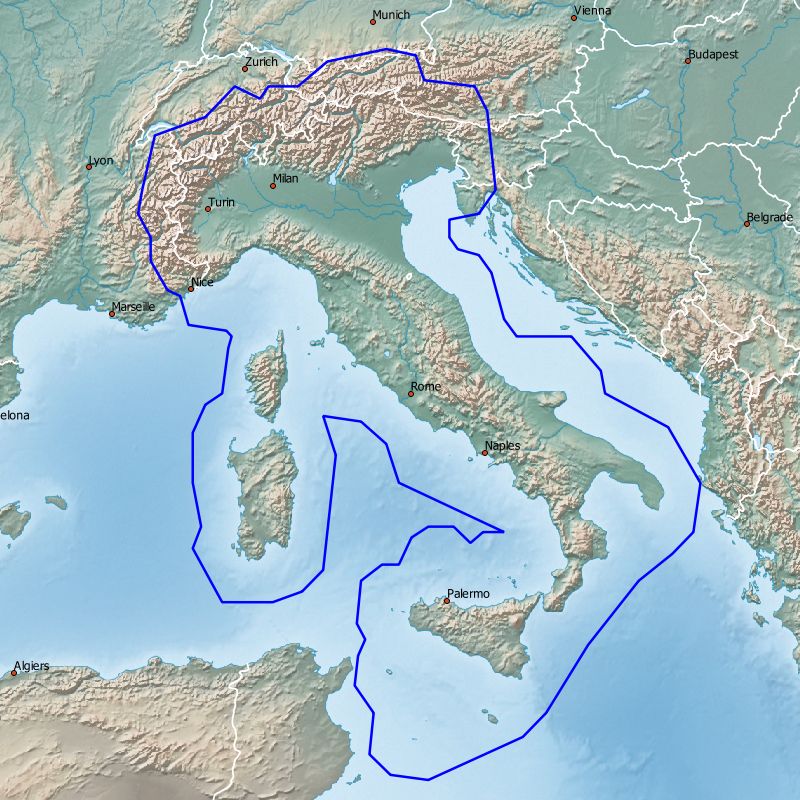 Munich
Vienna
Budapest
Zurich
Lyon
Milan
Turin
Belgrade
Nice
Marseille
Rome
elona
Naples
Palermo
Algiers